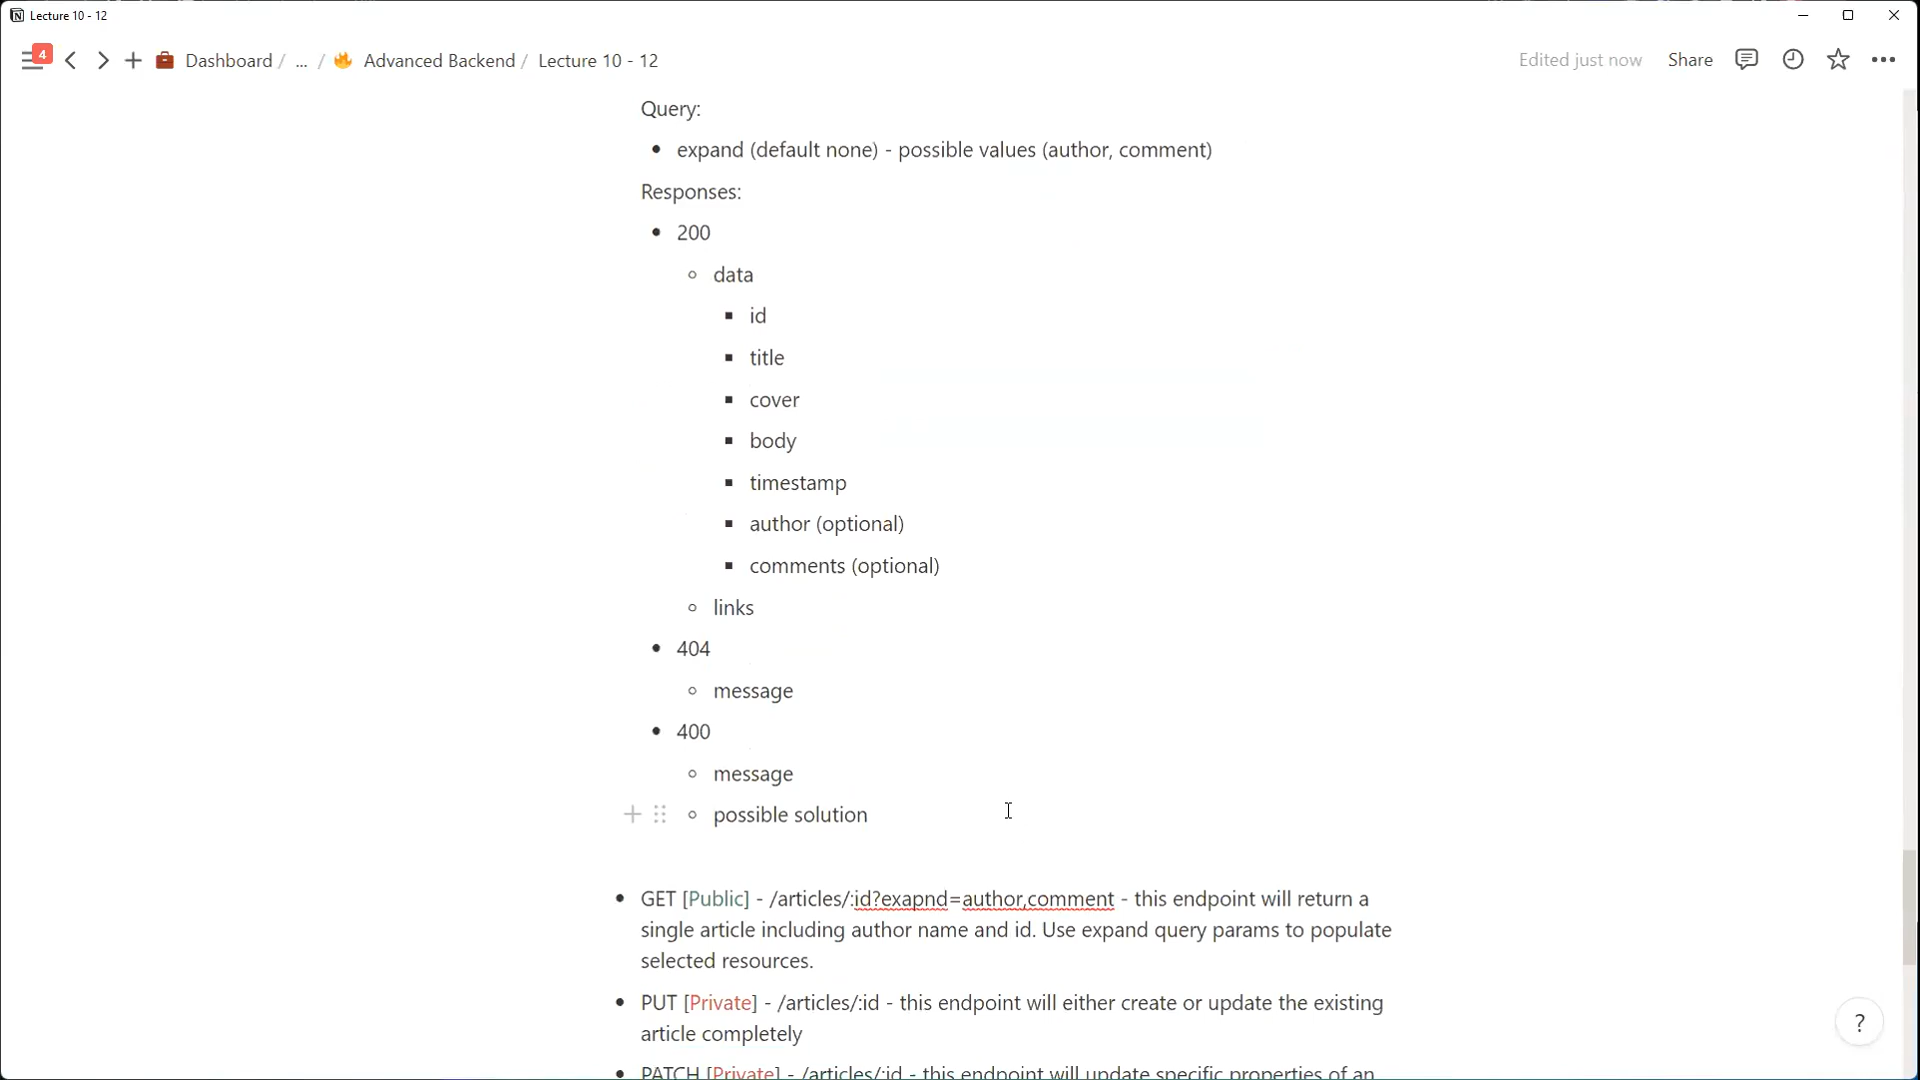 Lecture 10 - 12
4
Dashboard / ... / Advanced Backend / Lecture 10 - 12
Edited just now Share
Query:
expand (default none) - possible values (author, comment)
Responses:
200
data
id
title
cover
body
timestamp
author (optional)
comments (optional)
links
404
message
400
message
possible solution
GET [Public] - /articles/:id?exapnd=author,comment - this endpoint will return a
single article including author name and id. Use expand query params to populate
selected resources.
PUT [Private] - /articles/:id - this endpoint will either create or update the existing
article completely
PATCH [Private] - /articles/:id - this endpoint will update specific properties of an
?